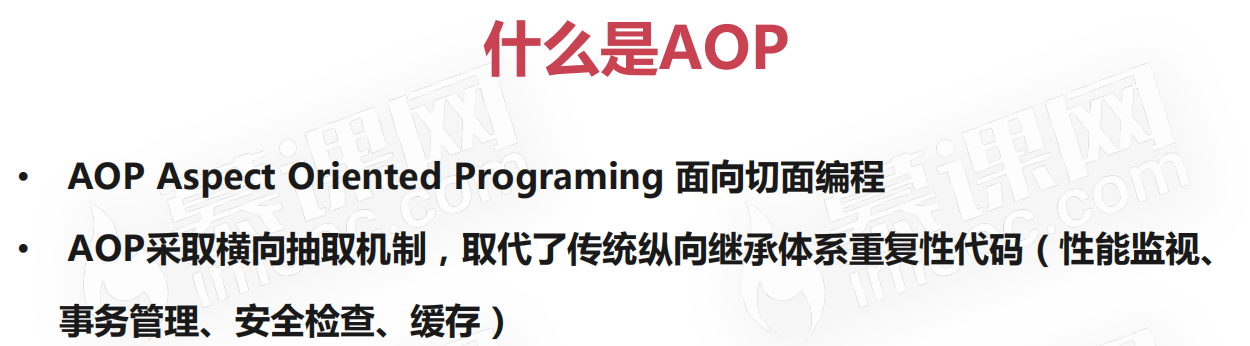 什么是AOP
• AOP Aspect Oriented Programing 面向切面编程
• AOP采取横向抽取机制，取代了传统纵向继承体系重复性代码（性能监视、
事务管理、安全检查、缓存）
慕课网
imooc.com
慕课网
imooc.com